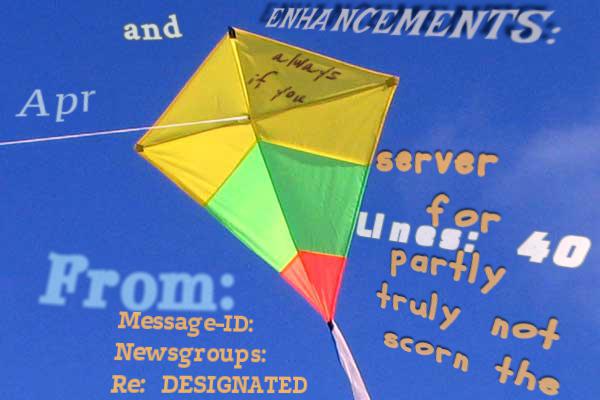 and
ENHANCEMENTS:
always
if you
Apr
server
for
Lines: 40
partly
truly not
scorn the
From:
Message-ID:
Newsgroups:
Re: DESIGNATED